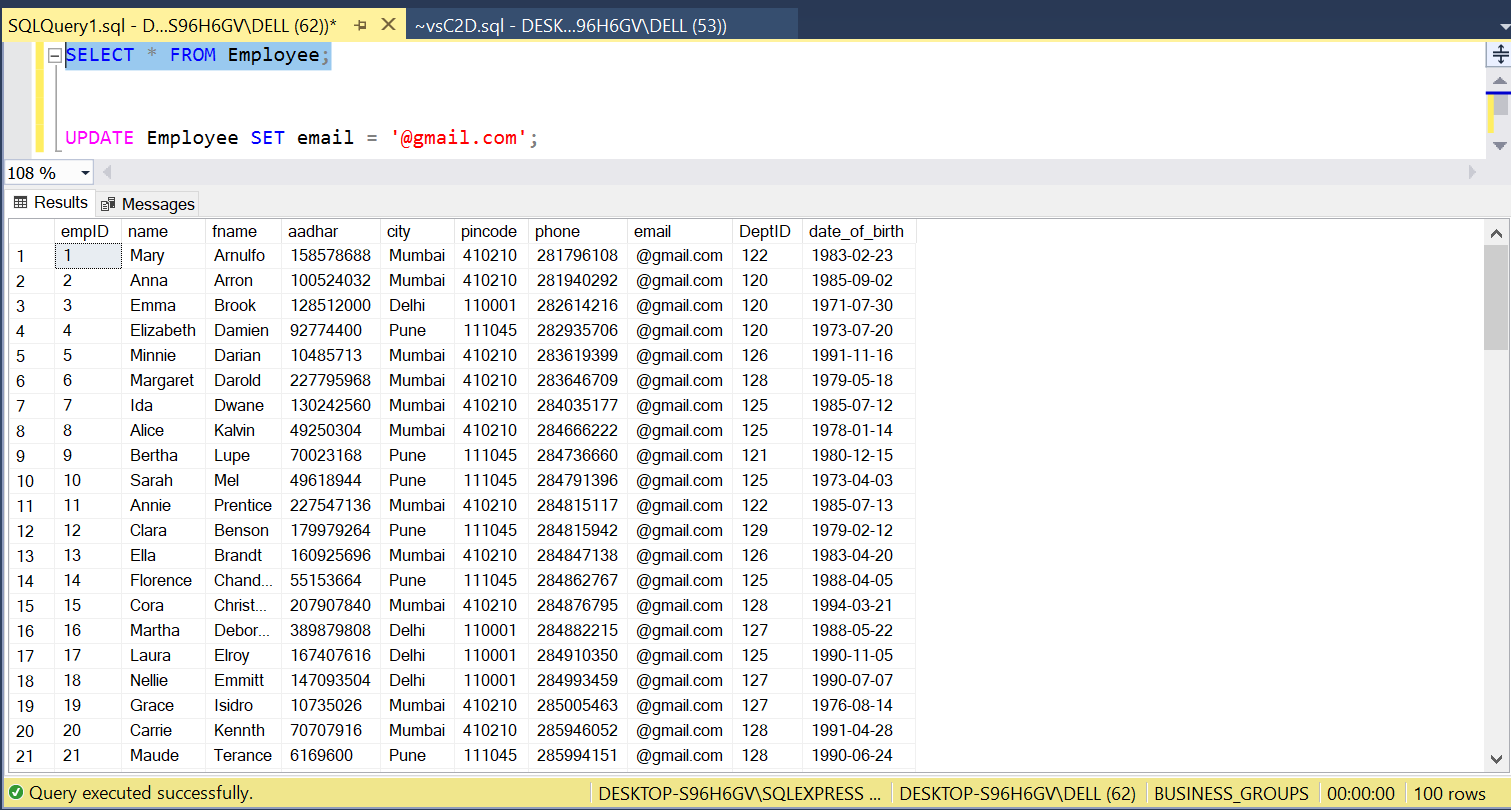 SQLQuery1.sql - D...S96H6GV\DELL (62))* ~vsC2D.sql - DESK...96H6GV\DELL (53))
SELECT * FROM Employee;
UPDATE Employee SET email = '@gmail.com';
108 %
Results Messages
empID name fname aadhar city pincode phone email DeptID date_of_birth
1 1 Mary Arnulfo 158578688 Mumbai 410210 281796108 @gmail.com 122 1983-02-23
2 2 Anna Arron 100524032 Mumbai 410210 281940292 @gmail.com 120 1985-09-02
3 3 Emma Brook 128512000 Delhi 110001 282614216 @gmail.com 120 1971-07-30
4 4 Elizabeth Damien 92774400 Pune 111045 282935706 @gmail.com 120 1973-07-20
5 5 Minnie Darian 10485713 Mumbai 410210 283619399 @gmail.com 126 1991-11-16
6 6 Margaret Darold 227795968 Mumbai 410210 283646709 @gmail.com 128 1979-05-18
7 7 Ida Dwane 130242560 Mumbai 410210 284035177 @gmail.com 125 1985-07-12
8 8 Alice Kalvin 49250304 Mumbai 410210 284666222 @gmail.com 125 1978-01-14
9 9 Bertha Lupe 70023168 Pune 111045 284736660 @gmail.com 121 1980-12-15
10 10 Sarah Mel 49618944 Pune 111045 284791396 @gmail.com 125 1973-04-03
11 11 Annie Prentice 227547136 Mumbai 410210 284815117 @gmail.com 122 1985-07-13
12 12 Clara Benson 179979264 Pune 111045 284815942 @gmail.com 129 1979-02-12
13 13 Ella Brandt 160925696 Mumbai 410210 284847138 @gmail.com 126 1983-04-20
14 14 Florence Chand... 55153664 Pune 111045 284862767 @gmail.com 125 1988-04-05
15 15 Cora Christ... 207907840 Mumbai 410210 284876795 @gmail.com 128 1994-03-21
16 16 Martha Debor... 389879808 Delhi 110001 284882215 @gmail.com 127 1988-05-22
17 17 Laura Elroy 167407616 Delhi 110001 284910350 @gmail.com 125 1990-11-05
18 18 Nellie Emmitt 147093504 Delhi 110001 284993459 @gmail.com 127 1990-07-07
19 19 Grace Isidro 10735026 Mumbai 410210 285005463 @gmail.com 127 1976-08-14
20 20 Carrie Kennth 70707916 Mumbai 410210 285946052 @gmail.com 128 1991-04-28
21 21 Maude Terance 6169600 Pune 111045 285994151 @gmail.com 128 1990-06-24
Query executed successfully. DESKTOP-S96H6GV\SQLEXPRESS ... DESKTOP-S96H6GV\DELL (62) BUSINESS_GROUPS 00:00:00 100 rows